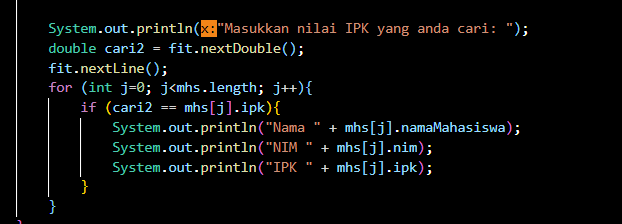 System.out.println(x:"Masukkan nilai IPK yang anda cari: ");
double cari2 = fit.nextDouble();
fit.nextLine();
for (int j=0; j<mhs.length; j++){
if (cari2 == mhs[j].ipk){
System.out.println("Nama " + mhs[j].namaMahasiswa);
System.out.println("NIM " + mhs[j].nim);
System.out.println("IPK " + mhs[j].ipk);
}
}
}